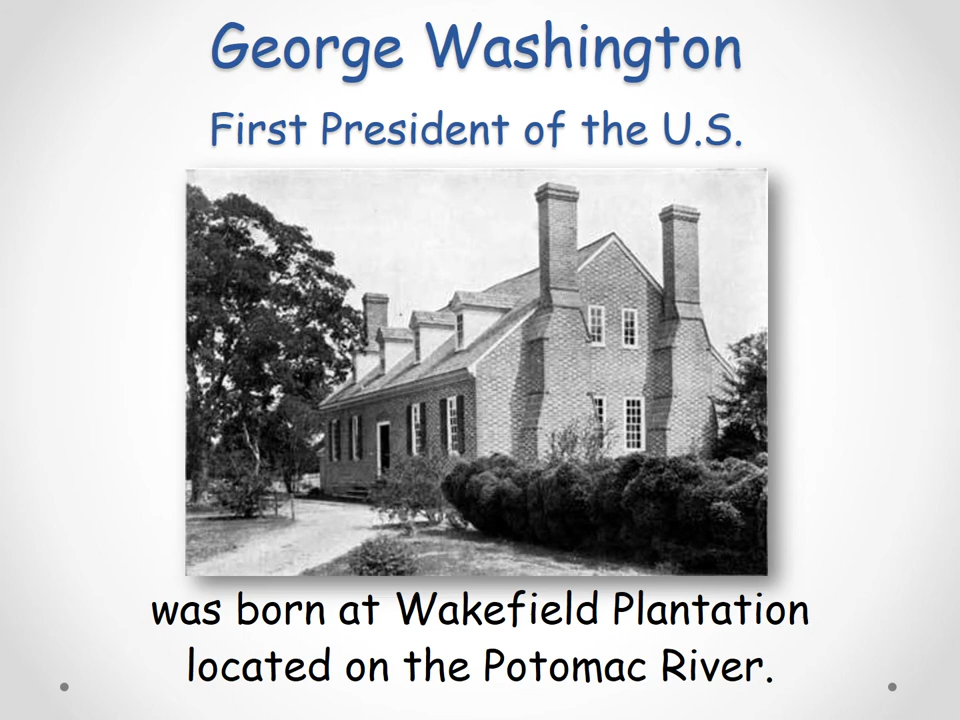 George Washington
First President of the U.S.
was born at Wakefield Plantation
located on the Potomac River.